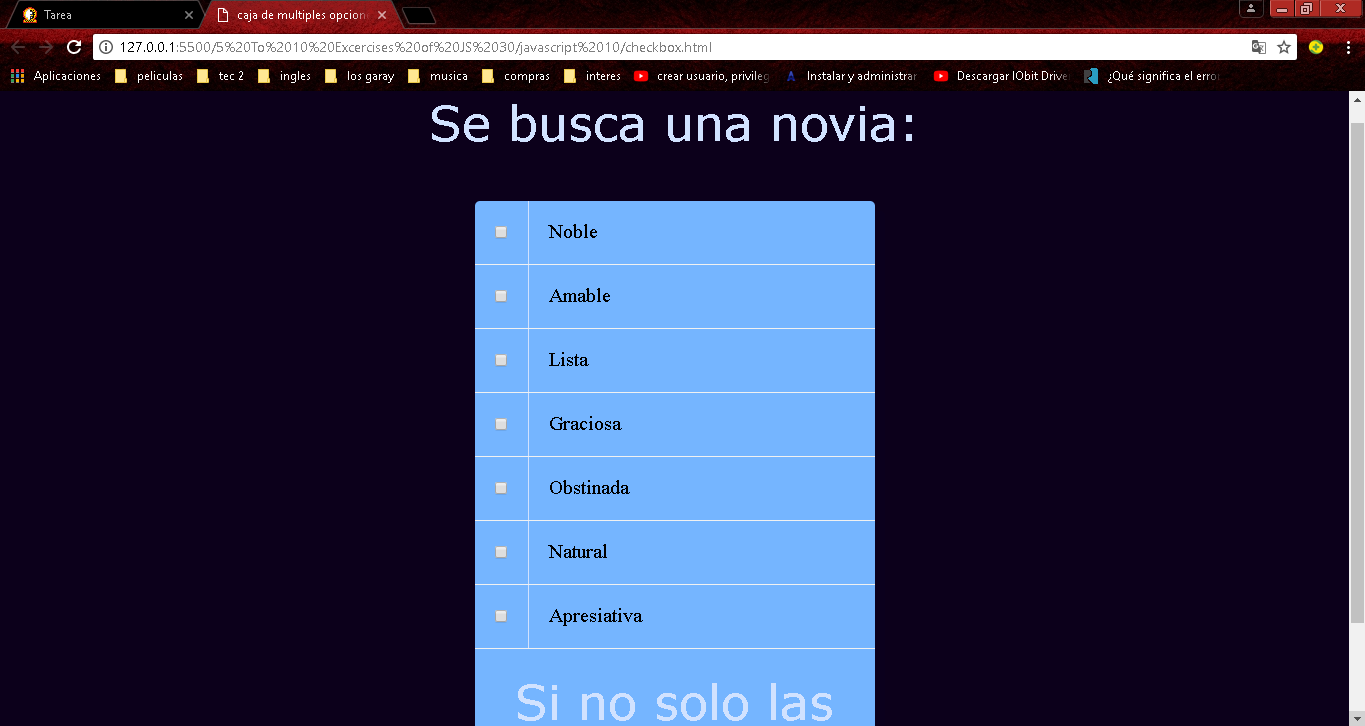 Tarea
caja de multiples opcion
127.0.0.1:5500/5%20To%2010%20Excercises%20of%20JS%2030/javascript%2010/checkbox.html
Aplicaciones peliculas tec 2 ingles los garay musica compras interes crear usuario, privileg Instalar y administrar Descargar IObit Drive ¿Qué significa el erro
Se busca una novia:
Noble
Amable
Lista
Graciosa
Obstinada
Natural
Apresiativa
Si no solo las